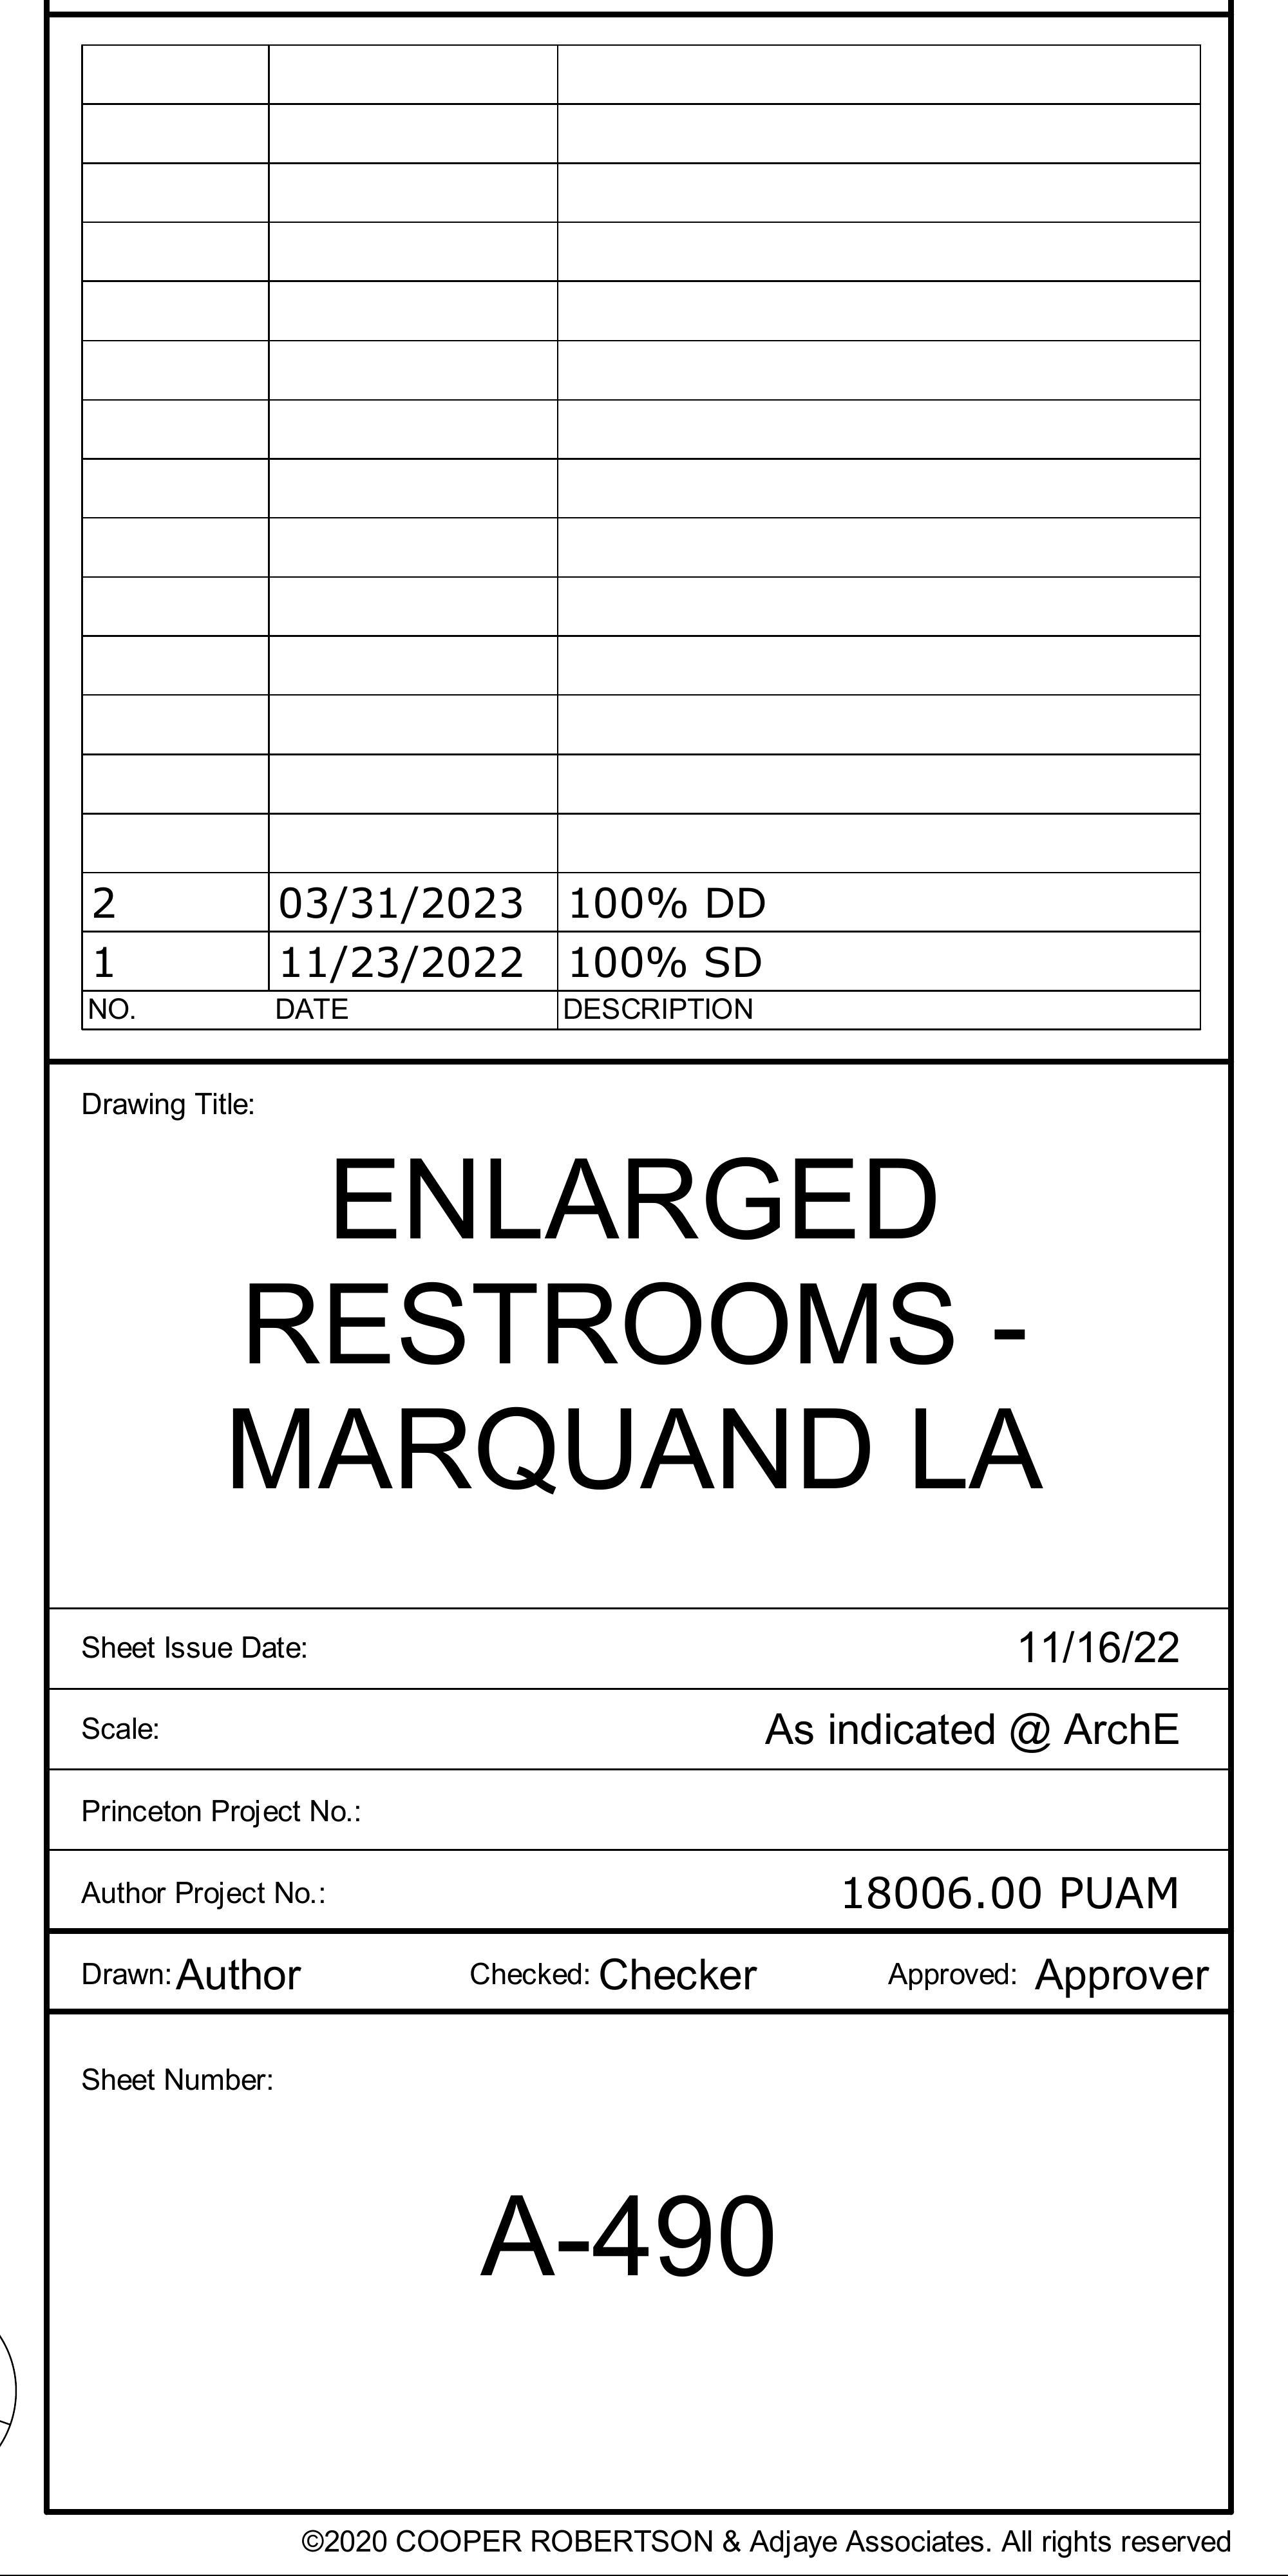 2 03/31/2023 100% DD
1 11/23/2022 100% SD
NO. DATE DESCRIPTION
Drawing Title:
ENLARGED
RESTROOMS -
MARQUAND LA
Sheet Issue Date: 11/16/22
Scale: As indicated @ ArchE
Princeton Project No.:
Author Project No.: 18006.00 PUAM
Drawn: Author Checked: Checker Approved: Approver
Sheet Number:
A-490
©2020 COOPER ROBERTSON & Adjaye Associates. All rights reserved